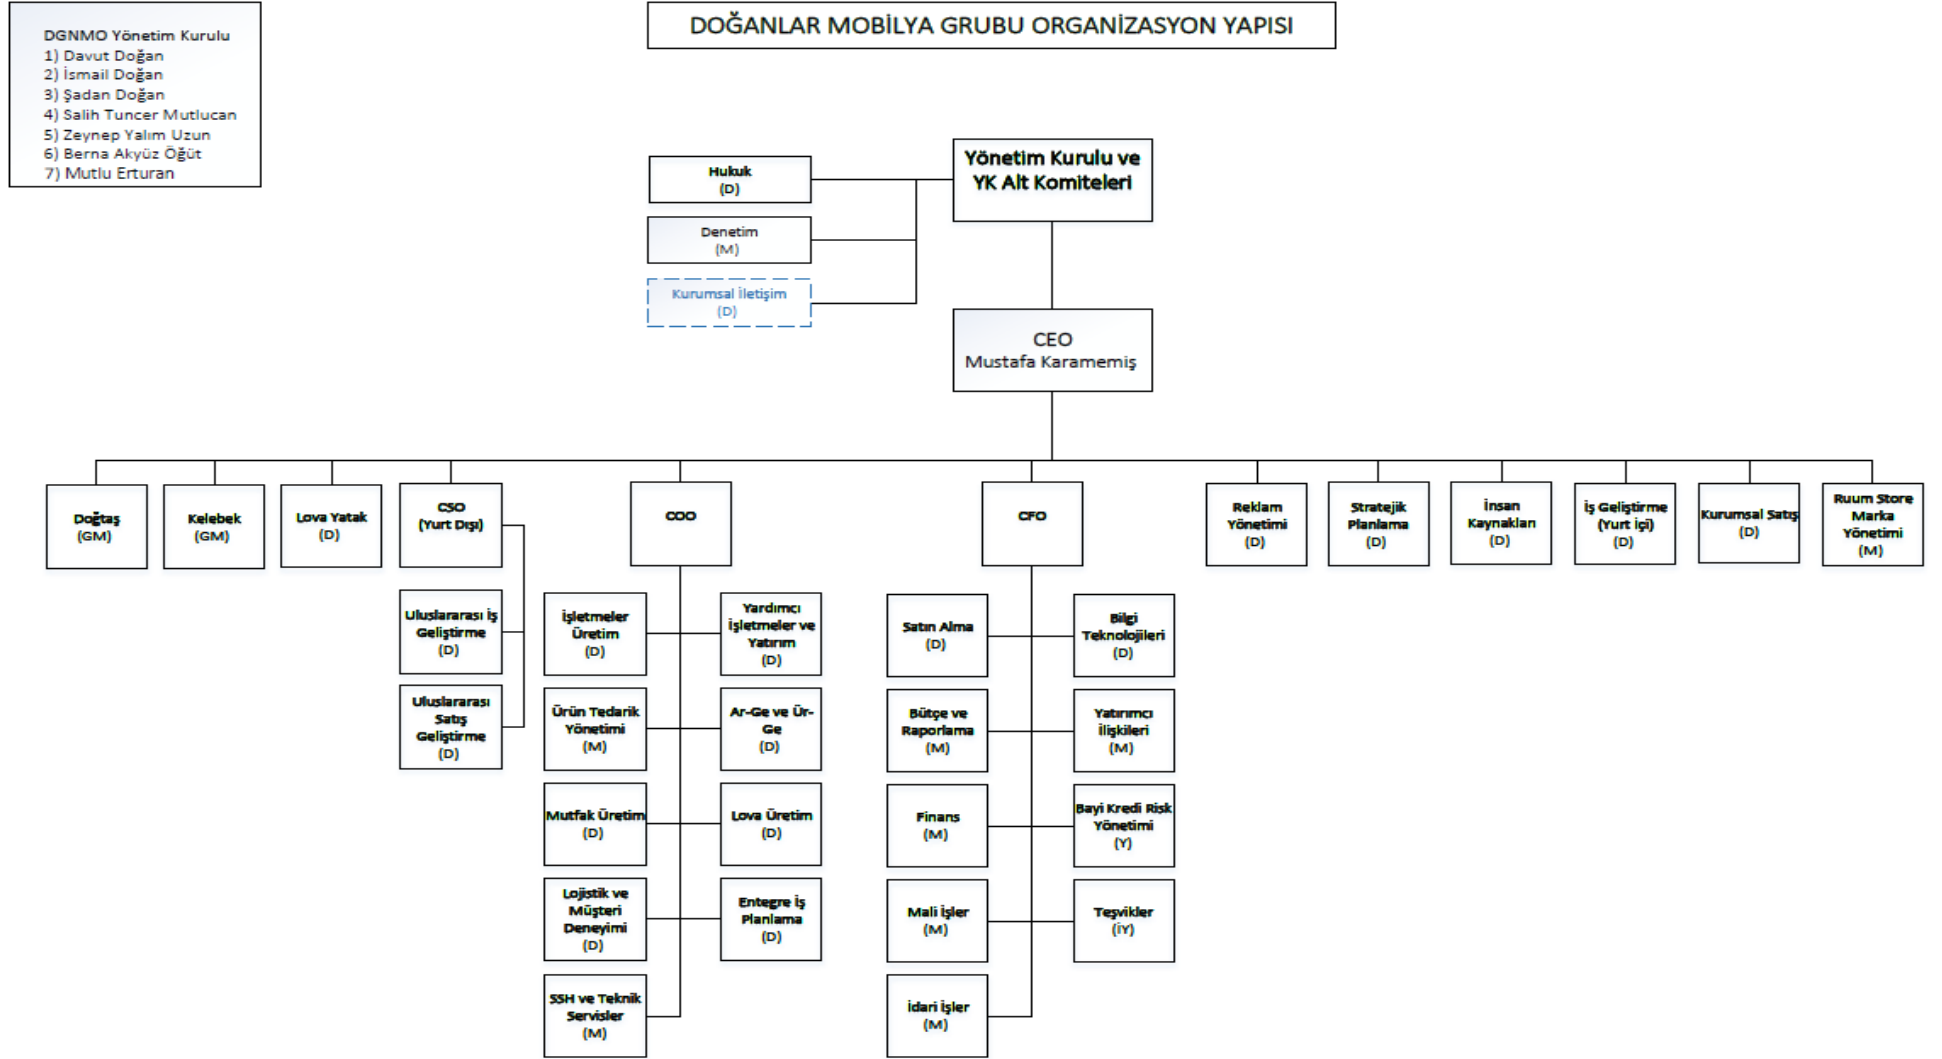 DGNMO Yönetim Kurulu
1) Davut Doğan
2) İsmail Doğan
3) Şadan Doğan
4) Salih Tuncer Mutlucan
5) Zeynep Yalım Uzun
6) Berna Akyüz Öğüt
7) Mutlu Erturan
DOĞANLAR MOBİLYA GRUBU ORGANİZASYON YAPISI
Yönetim Kurulu ve
YK Alt Komiteleri
Hukuk
(D)
Denetim
(M)
Kurumsal İletişim
(D)
CEO
Mustafa Karamemiş
Doğtaş
(GM)
Kelebek
(GM)
Lova Yatak
(D)
CSO
(Yurt Dışı)
COO
CFO
Reklam
Yönetimi
(D)
Stratejik
Planlama
(D)
İnsan
Kaynakları
(D)
İş Geliştirme
(Yurt İçi)
(D)
Kurumsal Satış
(D)
Ruum Store
Marka
Yönetimi
(M)
Uluslararası İş
Geliştirme
(D)
Uluslararası
Satış
Geliştirme
(D)
İşletmeler
Üretim
(D)
Yardımcı
İşletmeler ve
Yatırım
(D)
Ürün Tedarik
Yönetimi
(M)
Ar-Ge ve Ür-
Ge
(D)
Mutfak Üretim
(D)
Lova Üretim
(D)
Lojistik ve
Müşteri
Deneyimi
(D)
Entegre İş
Planlama
(D)
SSH ve Teknik
Servisler
(M)
Satın Alma
(D)
Bilgi
Teknolojileri
(D)
Bütçe ve
Raporlama
(M)
Yatırımcı
İlişkileri
(M)
Finans
(M)
Bayi Kredi Risk
Yönetimi
(Y)
Mali İşler
(M)
Teşvikler
(İY)
İdari İşler
(M)